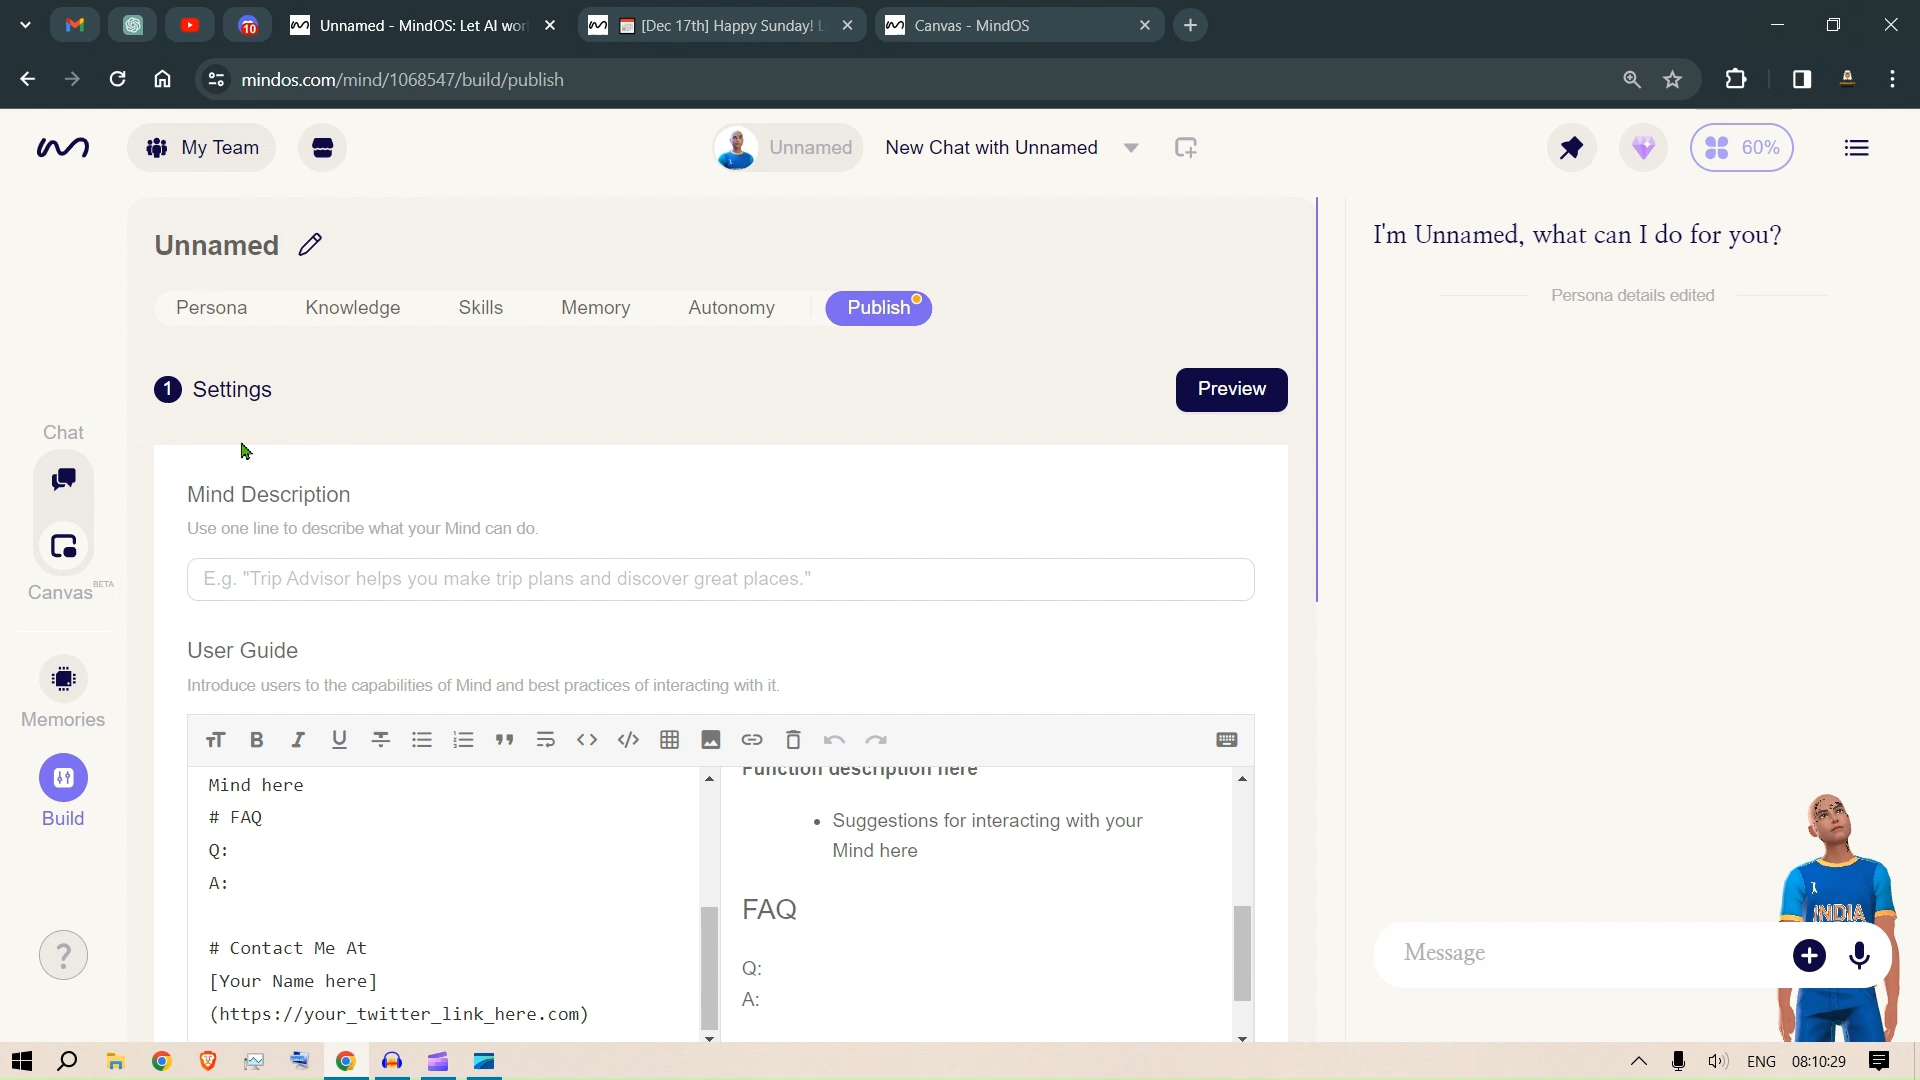 10
Unnamed - MindOS: Let AI wor
[Dec 17th] Happy Sunday!
Canvas - MindOS
mindos.com/mind/1068547/build/publish
My Team
Unnamed
New Chat with Unnamed
60%
Unnamed
I'm Unnamed, what can I do for you?
Persona
Knowledge
Skills
Memory
Autonomy
Publish
Persona details edited
1 Settings
Preview
Chat
Canvas BETA
Memories
Build
?
Mind Description
Use one line to describe what your Mind can do.
E.g. "Trip Advisor helps you make trip plans and discover great places."
User Guide
Introduce users to the capabilities of Mind and best practices of interacting with it.
Mind here
# FAQ
Q:
A:
# Contact Me At
[Your Name here]
(https://your_twitter_link_here.com)
Function description here
• Suggestions for interacting with your
Mind here
FAQ
Q:
A:
INDIA
Message
ENG 08:10:29